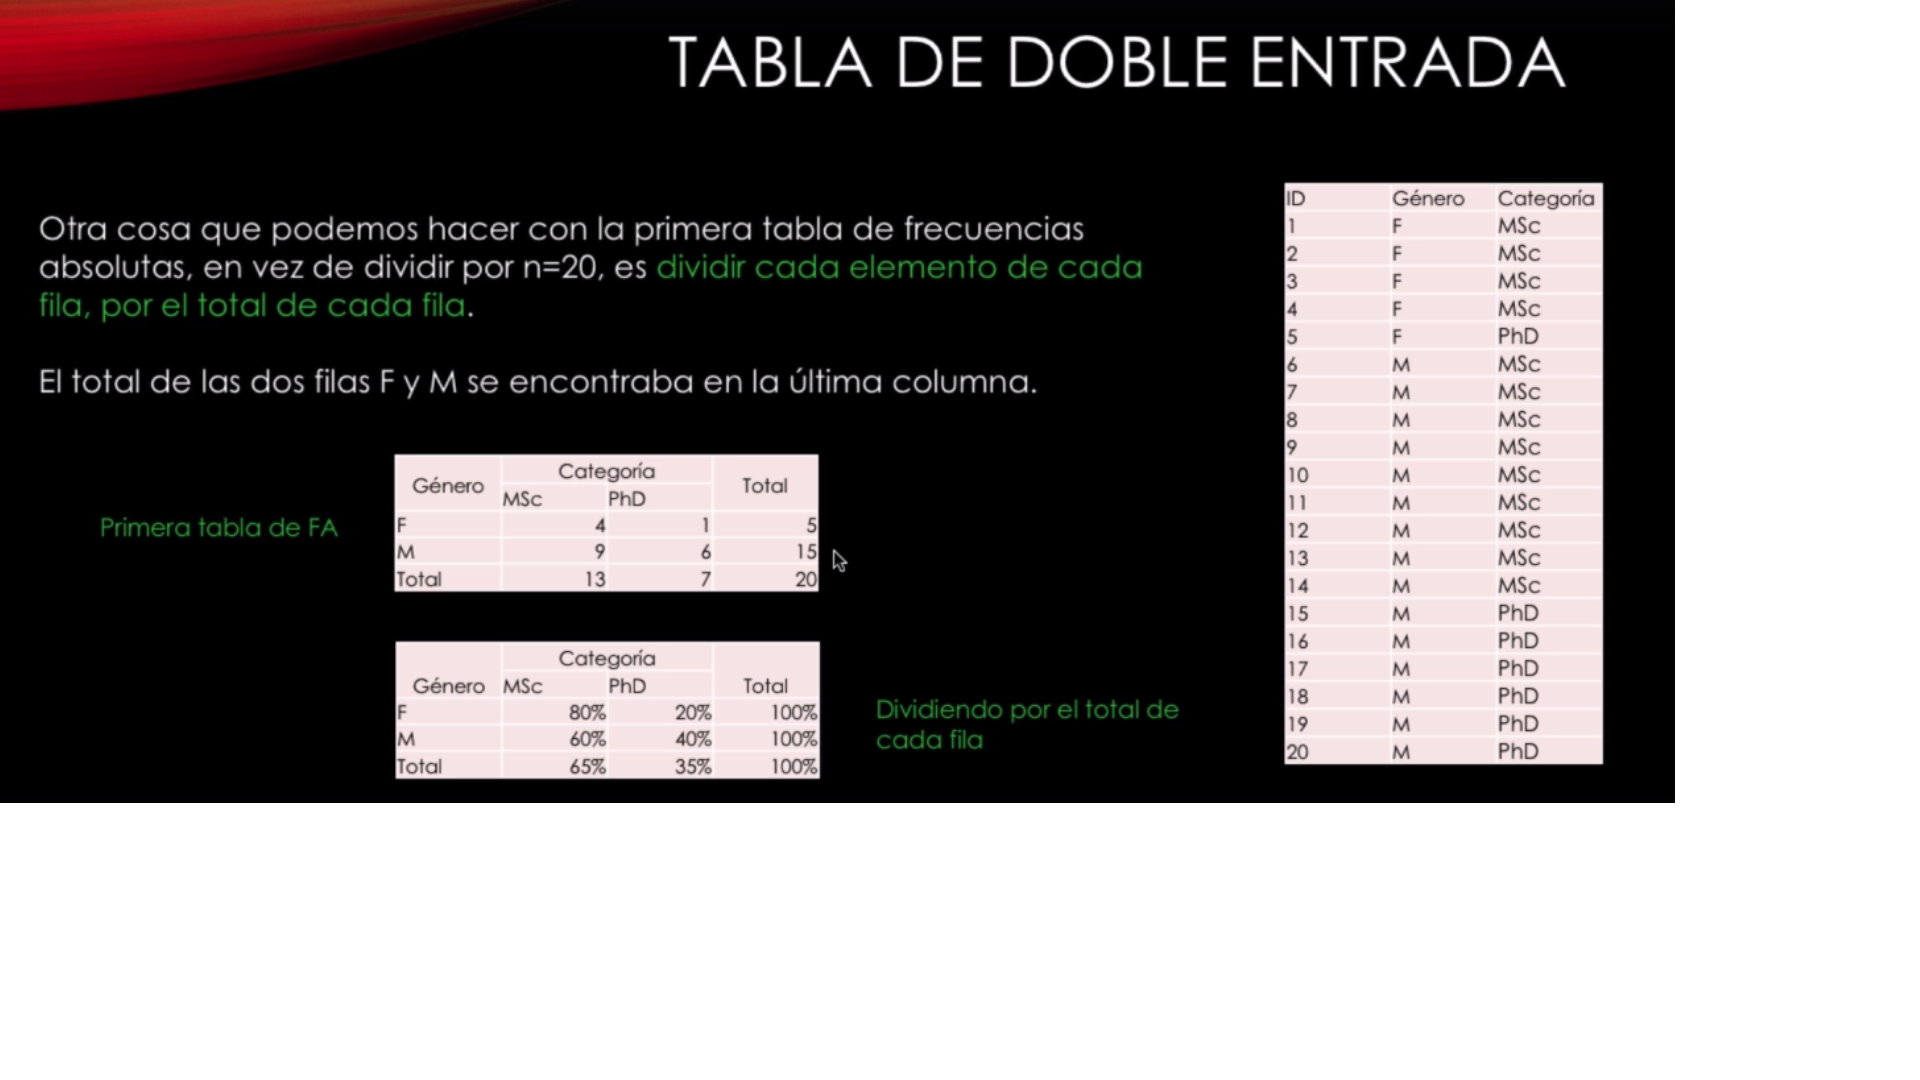 TABLA DE DOBLE ENTRADA
Otra cosa que podemos hacer con la primera tabla de frecuencias
absolutas, en vez de dividir por n=20, es dividir cada elemento de cada
fila, por el total de cada fila.
El total de las dos filas F y M se encontraba en la última columna.
Primera tabla de FA
Género Categoría Total
MSc PhD
F 4 1 5
M 9 6 15
Total 13 7 20
Categoría
Género MSc PhD Total
F 80% 20% 100%
M 60% 40% 100%
Total 65% 35% 100%
Dividiendo por el total de
cada fila
ID Género Categoría
1 F MSc
2 F MSc
3 F MSc
4 F MSc
5 F PhD
6 M MSc
7 M MSc
8 M MSc
9 M MSc
10 M MSc
11 M MSc
12 M MSc
13 M MSc
14 M MSc
15 M PhD
16 M PhD
17 M PhD
18 M PhD
19 M PhD
20 M PhD